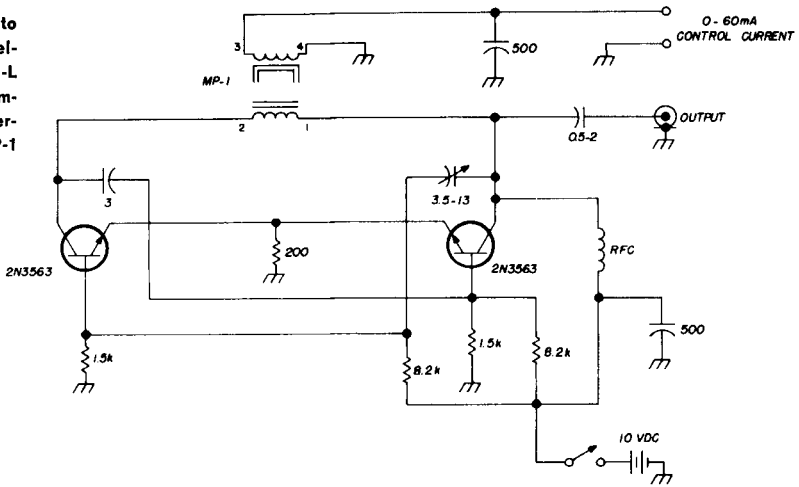 to
el-
-L
m-
er-
P-1
3
4
MP-1
2
1
500
0-60mA
CONTROL CURRENT
0.5-2
OUTPUT
3
3.5-13
200
RFC
2N3563
2N3563
500
1.5k
8.2k
1.5k
8.2k
10 VDC